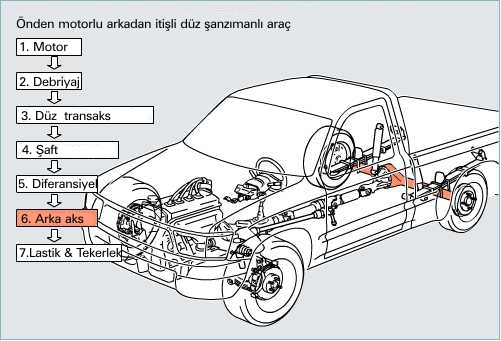 Önden motorlu arkadan itişli düz şanzımanlı araç
1. Motor
2. Debriyaj
3. Düz transaks
4. Şaft
5. Diferansiyel
6. Arka aks
7.Lastik & Tekerlek